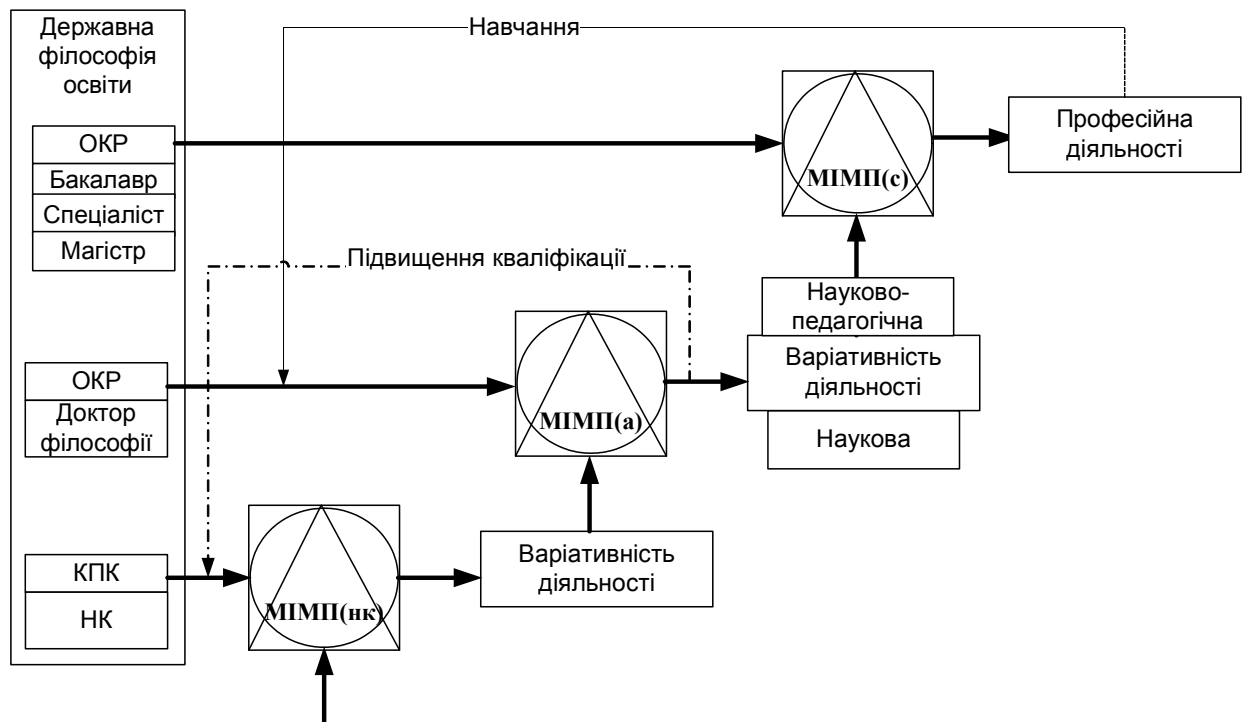 Державна
філософія
освіти
Навчання
ОКР
Бакалавр
Спеціаліст
Магістр
МІМП(с)
Професійна
діяльності
Підвищення кваліфікації
Науково-
педагогічна
Варіативність
діяльності
Наукова
ОКР
Доктор
філософії
МІМП(а)
КПК
НК
МІМП(нк)
Варіативність
діяльності